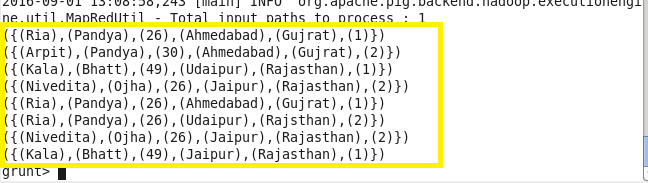 2016-09-01 13:08:58,243 [main] INFO org.apache.pig.backend.hadoop.executionengi
ne.util.MapRedUtil - Total input paths to process : 1
({(Ria),(Pandya),(26),(Ahmedabad),(Gujrat),(1)})
({(Arpit),(Pandya),(30),(Ahmedabad),(Gujrat),(2)})
({(Kala),(Bhatt),(49),(Udaipur),(Rajasthan),(1)})
({(Nivedita),(Ojha),(26),(Jaipur),(Rajasthan),(2)})
({(Ria),(Pandya),(26),(Ahmedabad),(Gujrat),(1)})
({(Ria),(Pandya),(26),(Udaipur),(Rajsthan),(2)})
({(Nivedita),(Ojha),(26),(Jaipur),(Rajasthan),(2)})
({(Kala),(Bhatt),(49),(Jaipur),(Rajasthan),(1)})
grunt>